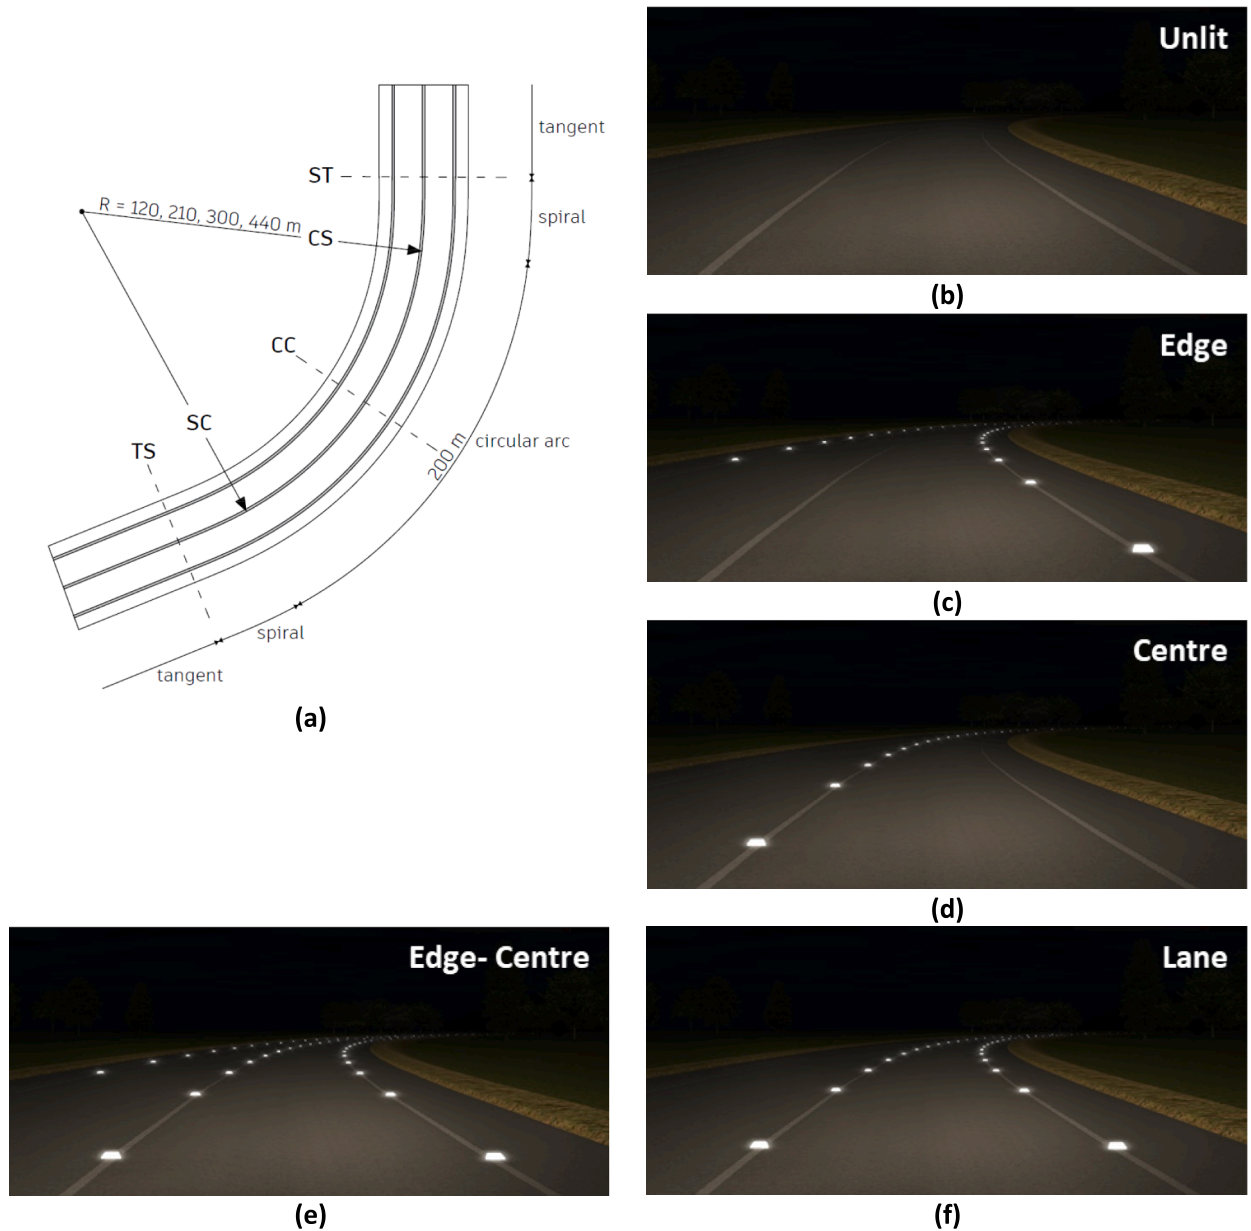 tangent
ST
spiral
R = 120, 210, 300, 440 m
CS
CC
SC
circular arc
200 m
TS
spiral
tangent
(a)
Unlit
(b)
Edge
(c)
Centre
(d)
Edge- Centre
(e)
Lane
(f)